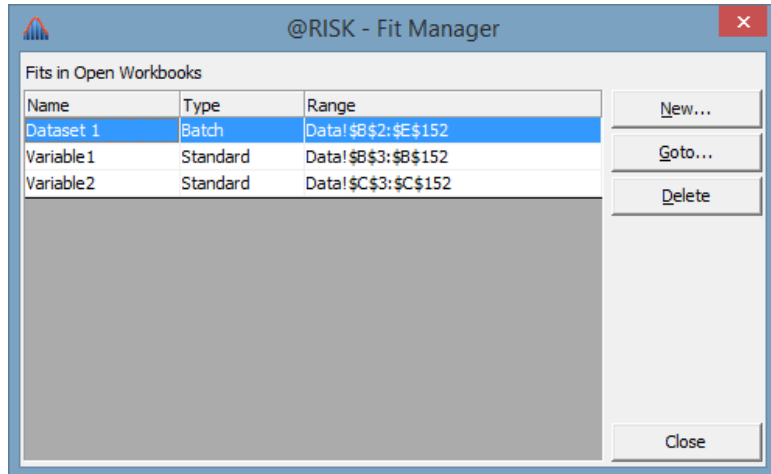 @RISK - Fit Manager
Fits in Open Workbooks
Name Type Range
Dataset 1 Batch Data!$B$2:$E$152
Variable1 Standard Data!$B$3:$B$152
Variable2 Standard Data!$C$3:$C$152
New...
Goto...
Delete
Close